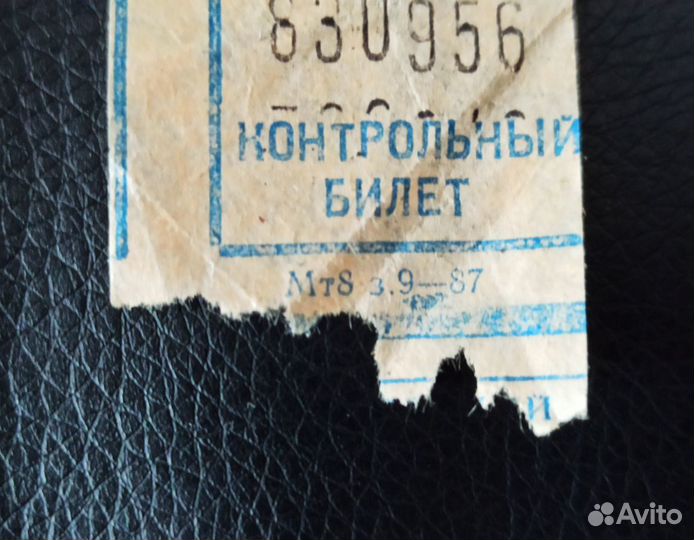 830956
КОНТРОЛЬНЫЙ
БИЛЕТ
Мт8 з.9—87
Й
Avito